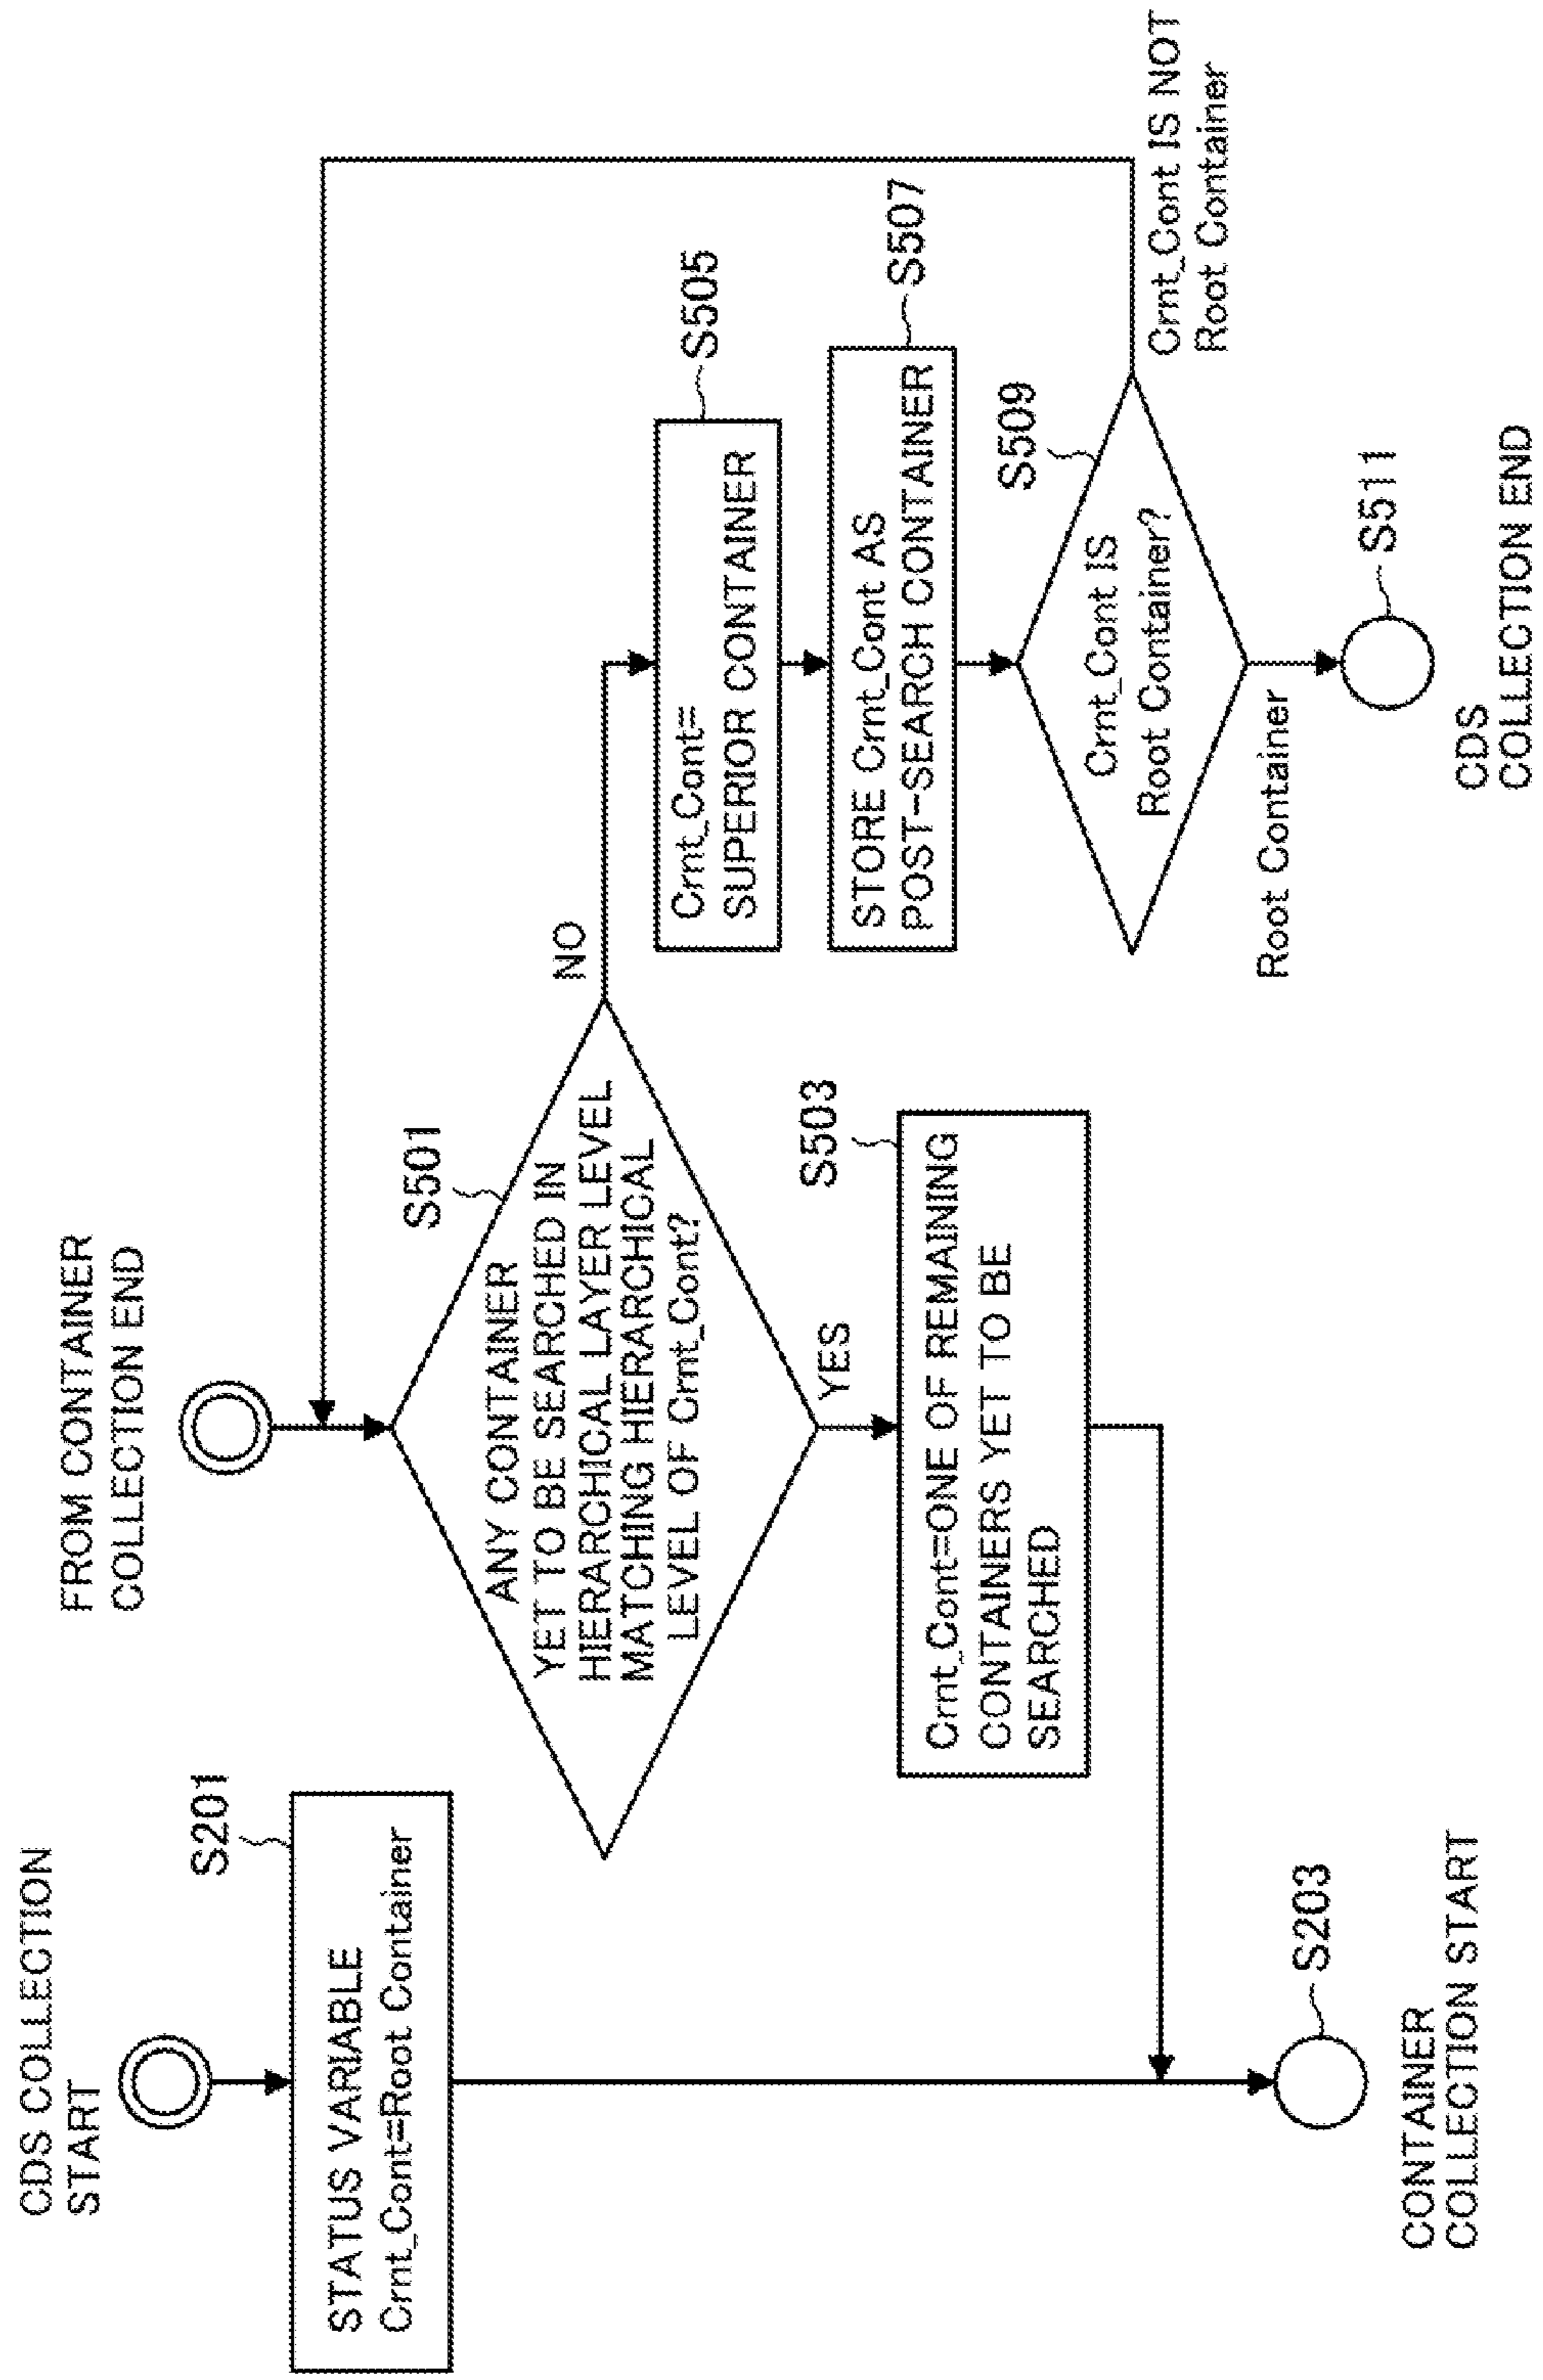 CDS COLLECTION
START
S201
STATUS VARIABLE
Crnt_Cont=Root Container
FROM CONTAINER
COLLECTION END
S501
ANY CONTAINER
YET TO BE SEARCHED IN
HIERARCHICAL LAYER LEVEL
MATCHING HIERARCHICAL
LEVEL OF Crnt_Cont?
NO
YES
S503
Crnt_Cont=ONE OF REMAINING
CONTAINERS YET TO BE
SEARCHED
S203
CONTAINER
COLLECTION START
S505
Crnt_Cont=
SUPERIOR CONTAINER
S507
STORE Crnt_Cont AS
POST-SEARCH CONTAINER
S509
Crnt_Cont IS
Root Container?
Crnt_Cont IS NOT
Root Container
Root Container
S511
CDS
COLLECTION END